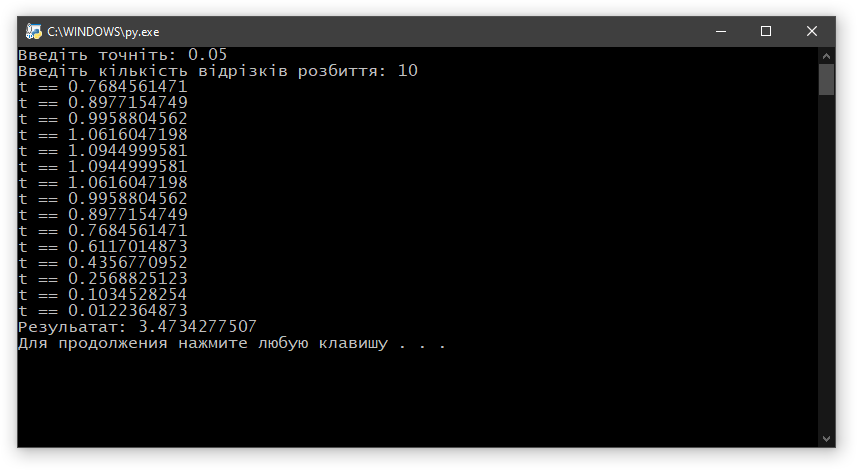 C:\WINDOWS\py.exe
Введіть точніть: 0.05
Введіть кількість відрізків розбиття: 10
t == 0.7684561471
t == 0.8977154749
t == 0.9958804562
t == 1.0616047198
t == 1.0944999581
t == 1.0944999581
t == 1.0616047198
t == 0.9958804562
t == 0.8977154749
t == 0.7684561471
t == 0.6117014873
t == 0.4356770952
t == 0.2568825123
t == 0.1034528254
t == 0.0122364873
Резульатат: 3.4734277507
Для продолжения нажмите любую клавишу . . .